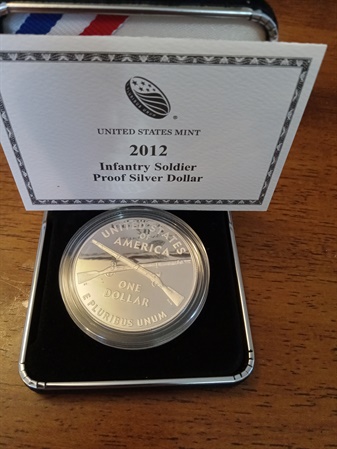 UNITED STATES MINT
2012
Infantry Soldier
Proof Silver Dollar
UNITED STATES
OF
AMERICA
ONE
DOLLAR
E PLURIBUS UNUM